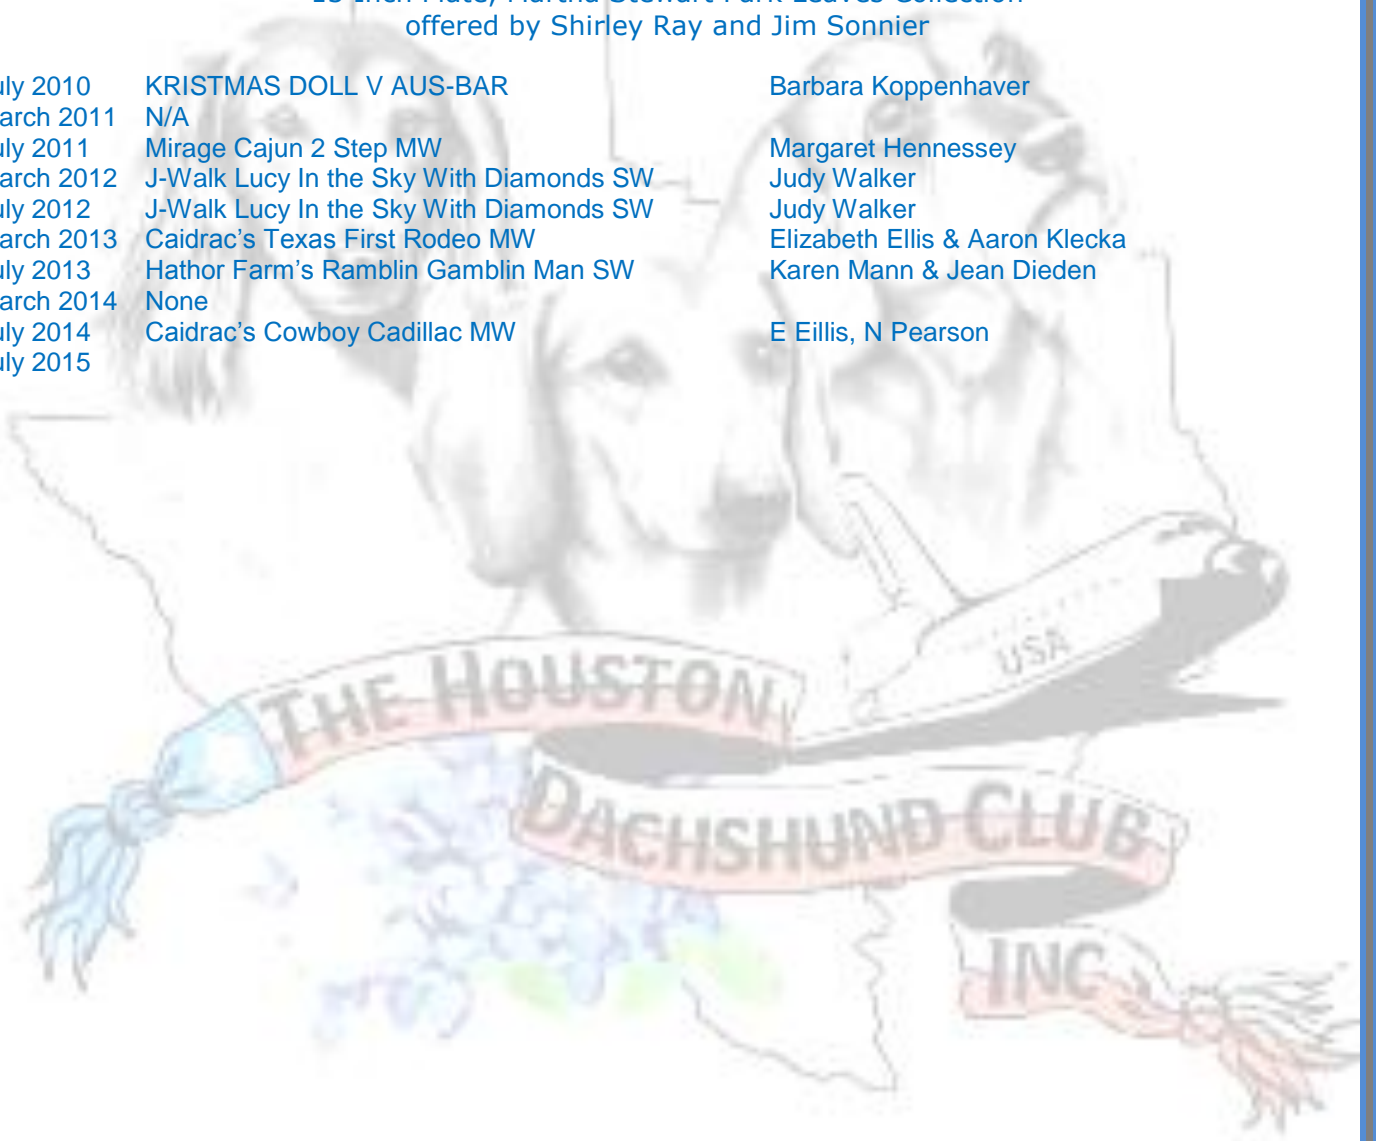 offered by Shirley Ray and Jim Sonnier
uly 2010 KRISTMAS DOLL V AUS-BAR Barbara Koppenhaver
arch 2011 N/A
uly 2011 Mirage Cajun 2 Step MW Margaret Hennessey
arch 2012 J-Walk Lucy In the Sky With Diamonds SW Judy Walker
uly 2012 J-Walk Lucy In the Sky With Diamonds SW Judy Walker
arch 2013 Caidrac’s Texas First Rodeo MW Elizabeth Ellis & Aaron Klecka
uly 2013 Hathor Farm’s Ramblin Gamblin Man SW Karen Mann & Jean Dieden
arch 2014 None
uly 2014 Caidrac’s Cowboy Cadillac MW E Eillis, N Pearson
uly 2015
USA
THE HOUSTON
DACHSHUND CLUB
INC